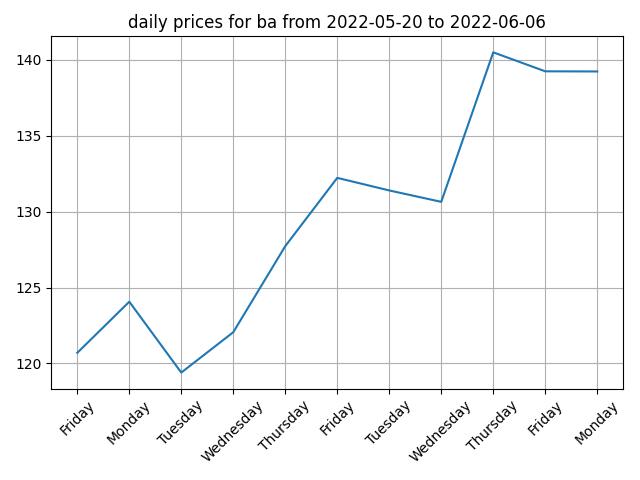 daily prices for ba from 2022-05-20 to 2022-06-06
140
135
130
125
120
Friday
Monday
Tuesday
Wednesday
Thursday
Friday
Tuesday
Wednesday
Thursday
Friday
Monday